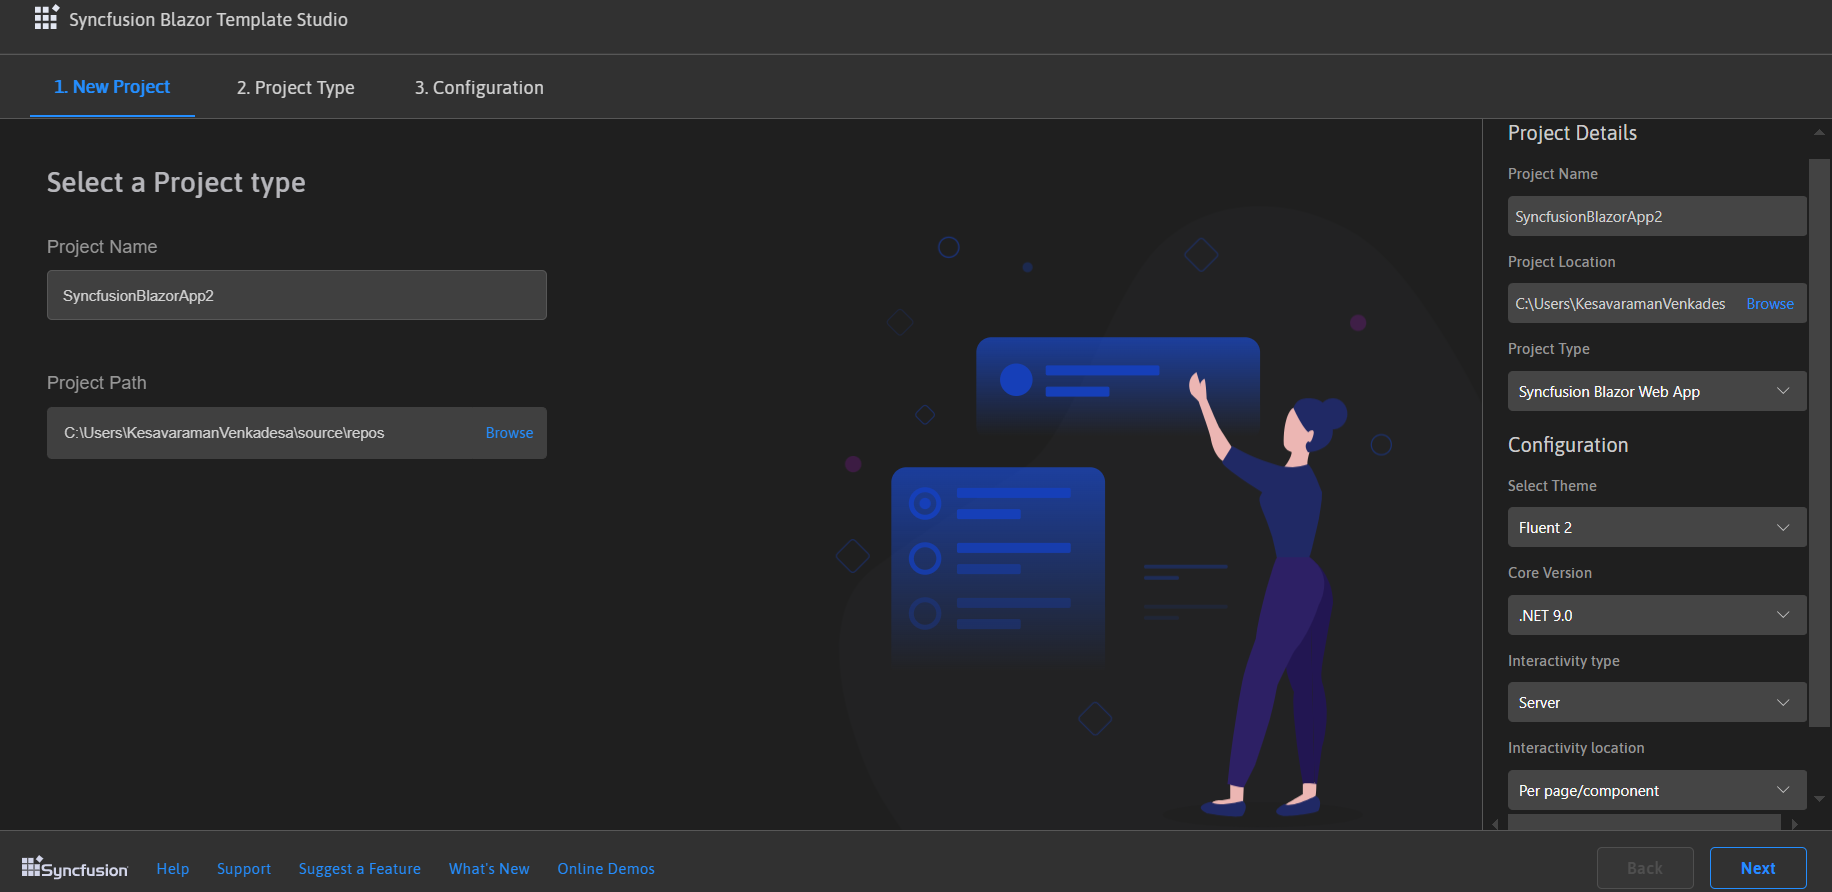 Syncfusion Blazor Template Studio
1. New Project
2. Project Type
3. Configuration
Select a Project type
Project Name
SyncfusionBlazorApp2
Project Path
C:\Users\KesavaramanVenkadesa\source\repos
Browse
Project Details
Project Name
SyncfusionBlazorApp2
Project Location
C:\Users\KesavaramanVenkades
Browse
Project Type
Syncfusion Blazor Web App
Configuration
Select Theme
Fluent 2
Core Version
.NET 9.0
Interactivity type
Server
Interactivity location
Per page/component
Syncfusion
Help
Support
Suggest a Feature
What's New
Online Demos
Back
Next